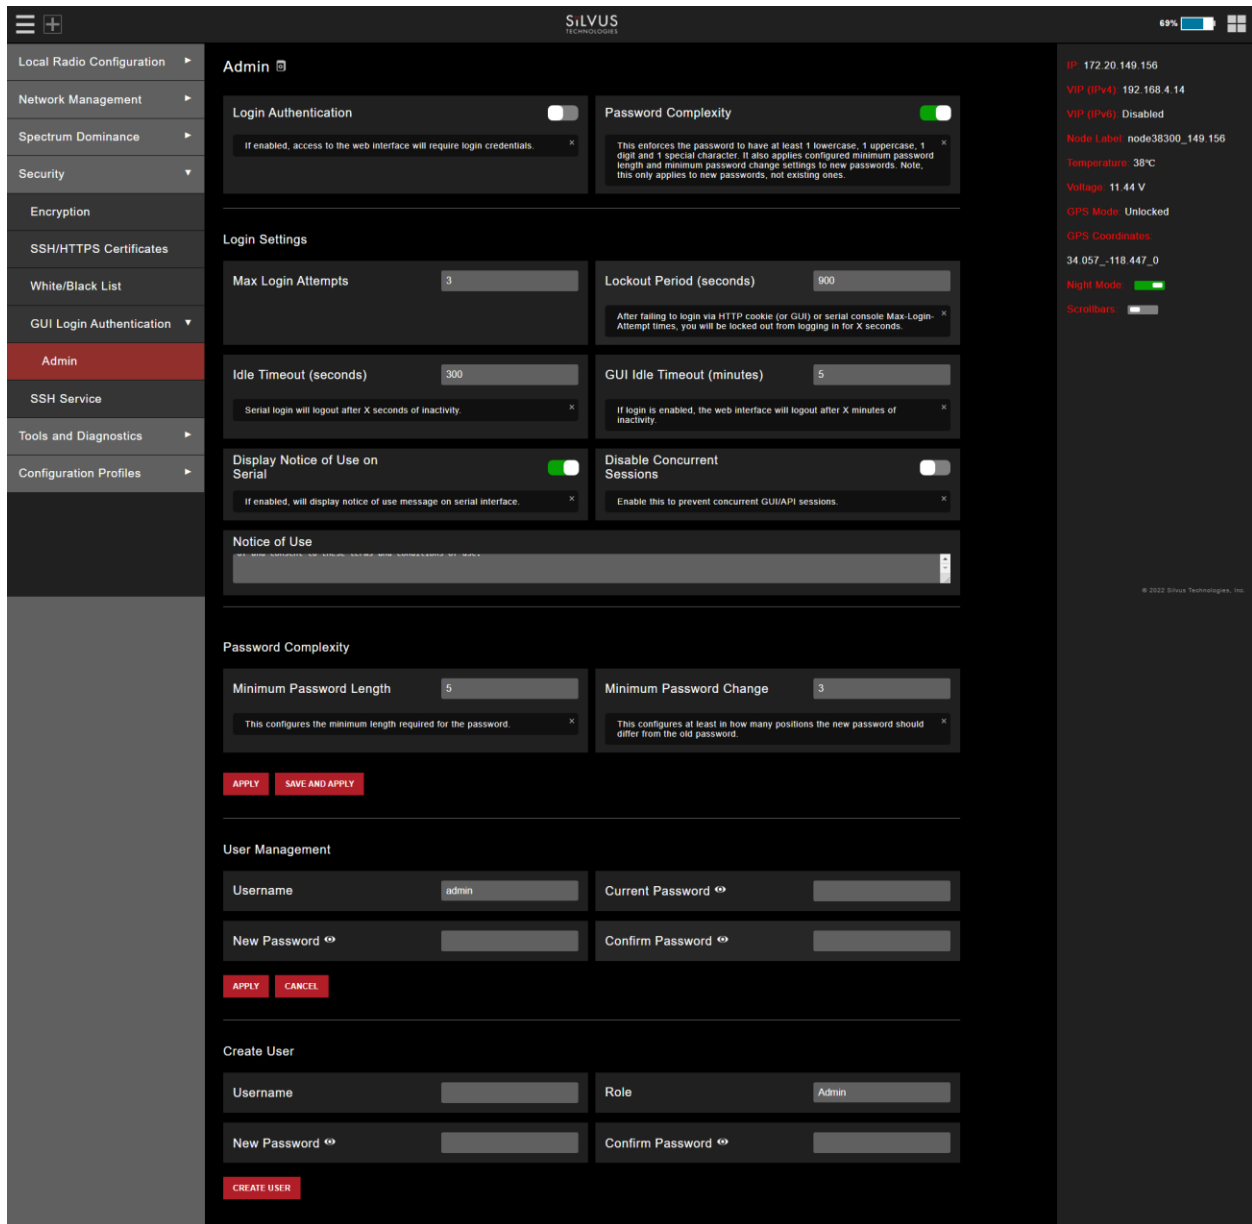 SiLVUS
TECHNOLOGIES
69%
Local Radio Configuration
Network Management
Spectrum Dominance
Security
Encryption
SSH/HTTPS Certificates
White/Black List
GUI Login Authentication
Admin
SSH Service
Tools and Diagnostics
Configuration Profiles
Admin
Login Authentication
If enabled, access to the web interface will require login credentials.
Password Complexity
This enforces the password to have at least 1 lowercase, 1 uppercase, 1
digit and 1 special character. It also applies configured minimum password
length and minimum password change settings to new passwords. Note,
this only applies to new passwords, not existing ones.
Login Settings
Max Login Attempts 3
Lockout Period (seconds) 900
After failing to login via HTTP cookie (or GUI) or serial console Max-Login-
Attempt times, you will be locked out from logging in for X seconds.
Idle Timeout (seconds) 300
Serial login will logout after X seconds of inactivity.
GUI Idle Timeout (minutes) 5
If login is enabled, the web interface will logout after X minutes of
inactivity.
Display Notice of Use on
Serial
If enabled, will display notice of use message on serial interface.
Disable Concurrent
Sessions
Enable this to prevent concurrent GUI/API sessions.
Notice of Use
of and consent to these terms and conditions of use.
Password Complexity
Minimum Password Length 5
This configures the minimum length required for the password.
Minimum Password Change 3
This configures at least in how many positions the new password should
differ from the old password.
APPLY SAVE AND APPLY
User Management
Username admin
Current Password
New Password
Confirm Password
APPLY CANCEL
Create User
Username
Role Admin
New Password
Confirm Password
CREATE USER
IP: 172.20.149.156
VIP (IPv4): 192.168.4.14
VIP (IPv6): Disabled
Node Label: node38300_149.156
Temperature: 38°C
Voltage: 11.44 V
GPS Mode: Unlocked
GPS Coordinates:
34.057_-118.447_0
Night Mode:
Scrollbars:
© 2022 Silvus Technologies, Inc.